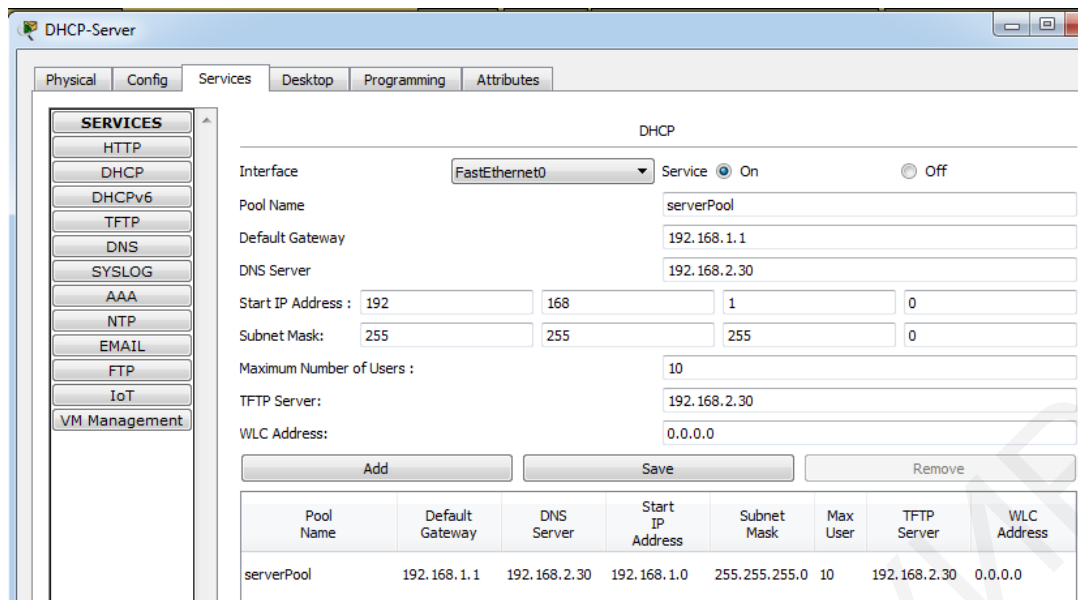 DHCP-Server
Physical Config Services Desktop Programming Attributes
SERVICES
HTTP
DHCP
DHCPv6
TFTP
DNS
SYSLOG
AAA
NTP
EMAIL
FTP
IoT
VM Management
DHCP
Interface FastEthernet0 Service On Off
Pool Name serverPool
Default Gateway 192.168.1.1
DNS Server 192.168.2.30
Start IP Address : 192 168 1 0
Subnet Mask: 255 255 255 0
Maximum Number of Users : 10
TFTP Server: 192.168.2.30
WLC Address: 0.0.0.0
Add Save Remove
Pool Name Default Gateway DNS Server Start IP Address Subnet Mask Max User TFTP Server WLC Address
serverPool 192.168.1.1 192.168.2.30 192.168.1.0 255.255.255.0 10 192.168.2.30 0.0.0.0